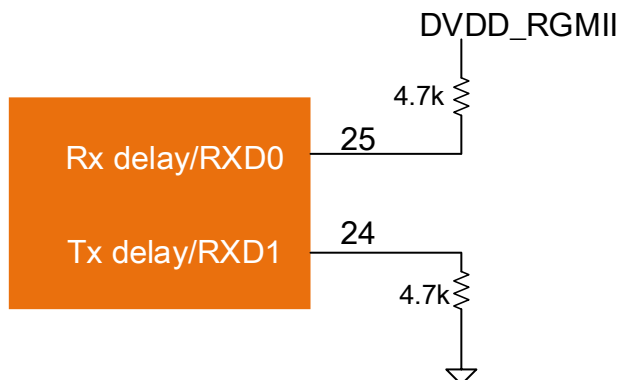 DVDD_RGMII
4.7k
Rx delay/RXD0
25
Tx delay/RXD1
24
4.7k